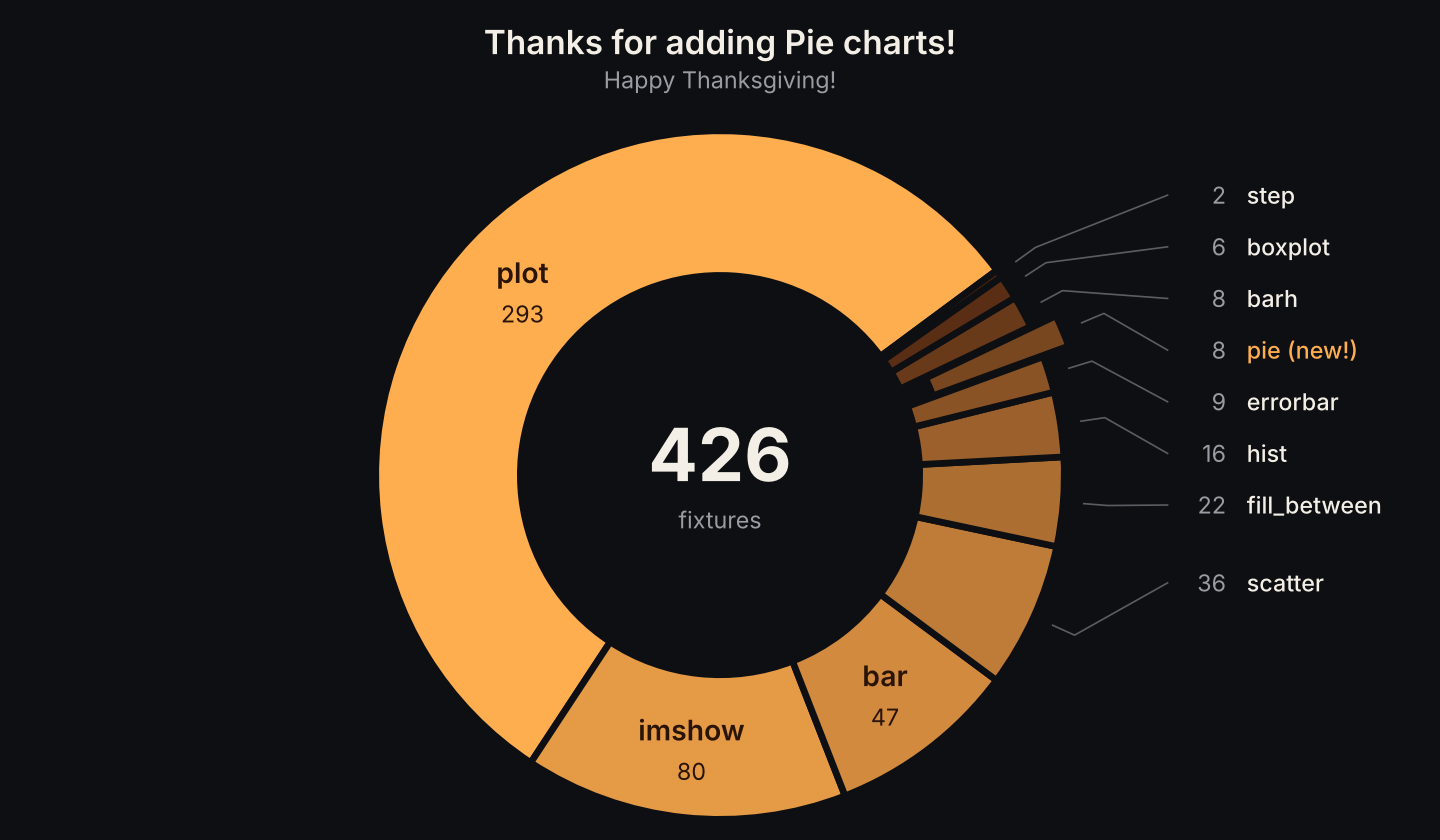 Thanks for adding Pie charts!
Happy Thanksgiving!
plot
293
2 step
6 boxplot
8 barh
8 pie (new!)
9 errorbar
16 hist
22 fill_between
36 scatter
426
fixtures
bar
47
imshow
80